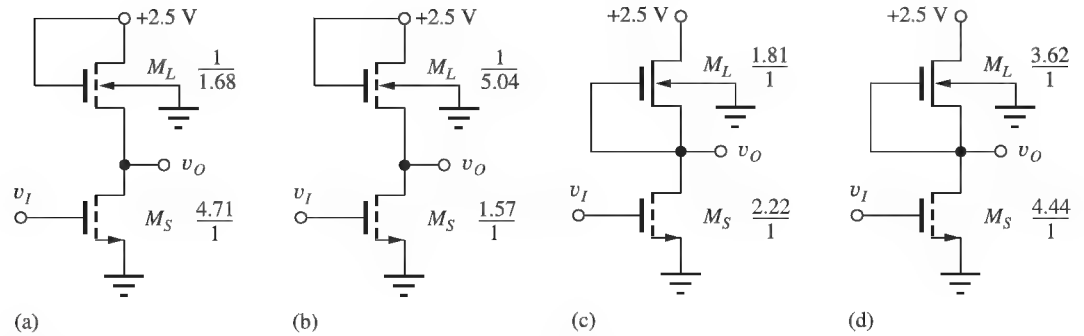 +2.5 V
M_L 1/1.68
v_O
v_I
M_S 4.71/1
(a)
+2.5 V
M_L 1/5.04
v_O
v_I
M_S 1.57/1
(b)
+2.5 V
M_L 1.81/1
v_O
v_I
M_S 2.22/1
(c)
+2.5 V
M_L 3.62/1
v_O
v_I
M_S 4.44/1
(d)